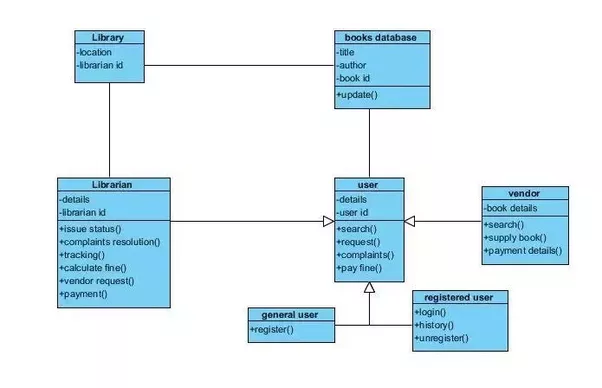 Library
-location
-librarian id
books database
-title
-author
-book id
+update()
Librarian
-details
-librarian id
+issue status()
+complaints resolution()
+tracking()
+calculate fine()
+vendor request()
+payment()
user
-details
-user id
+search()
+request()
+complaints()
+pay fine()
vendor
-book details
+search()
+supply book()
+payment details()
general user
+register()
registered user
+login()
+history()
+unregister()